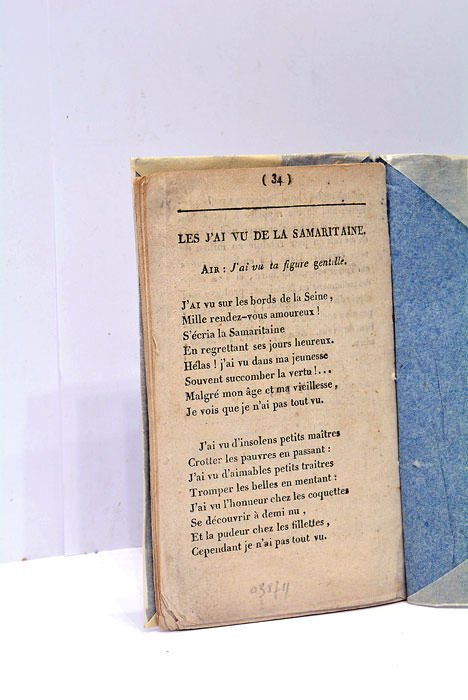 ( 34 )
LES J'AI VU DE LA SAMARITAINE.
AIR : J'ai vu ta figure gentille.
J'AI vu sur les bords de la Seine,
Mille rendez-vous amoureux !
S'écria la Samaritaine
En regrettant ses jours heureux.
Hélas ! j'ai vu dans ma jeunesse
Souvent succomber la vertu !...
Malgré mon âge et ma vieillesse,
Je vois que je n'ai pas tout vu.
J'ai vu d'insolens petits maîtres
Crotter les pauvres en passant :
J'ai vu d'aimables petits traîtres
Tromper les belles en mentant :
J'ai vu l'honneur chez les coquettes
Se découvrir à demi nu,
Et la pudeur chez les fillettes,
Cependant je n'ai pas tout vu.